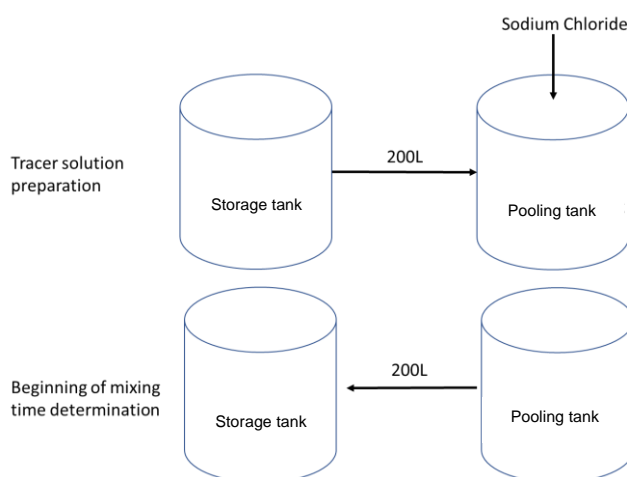 Sodium Chloride
Tracer solution
preparation
200L
Storage tank
Pooling tank
Beginning of mixing
time determination
200L
Storage tank
Pooling tank